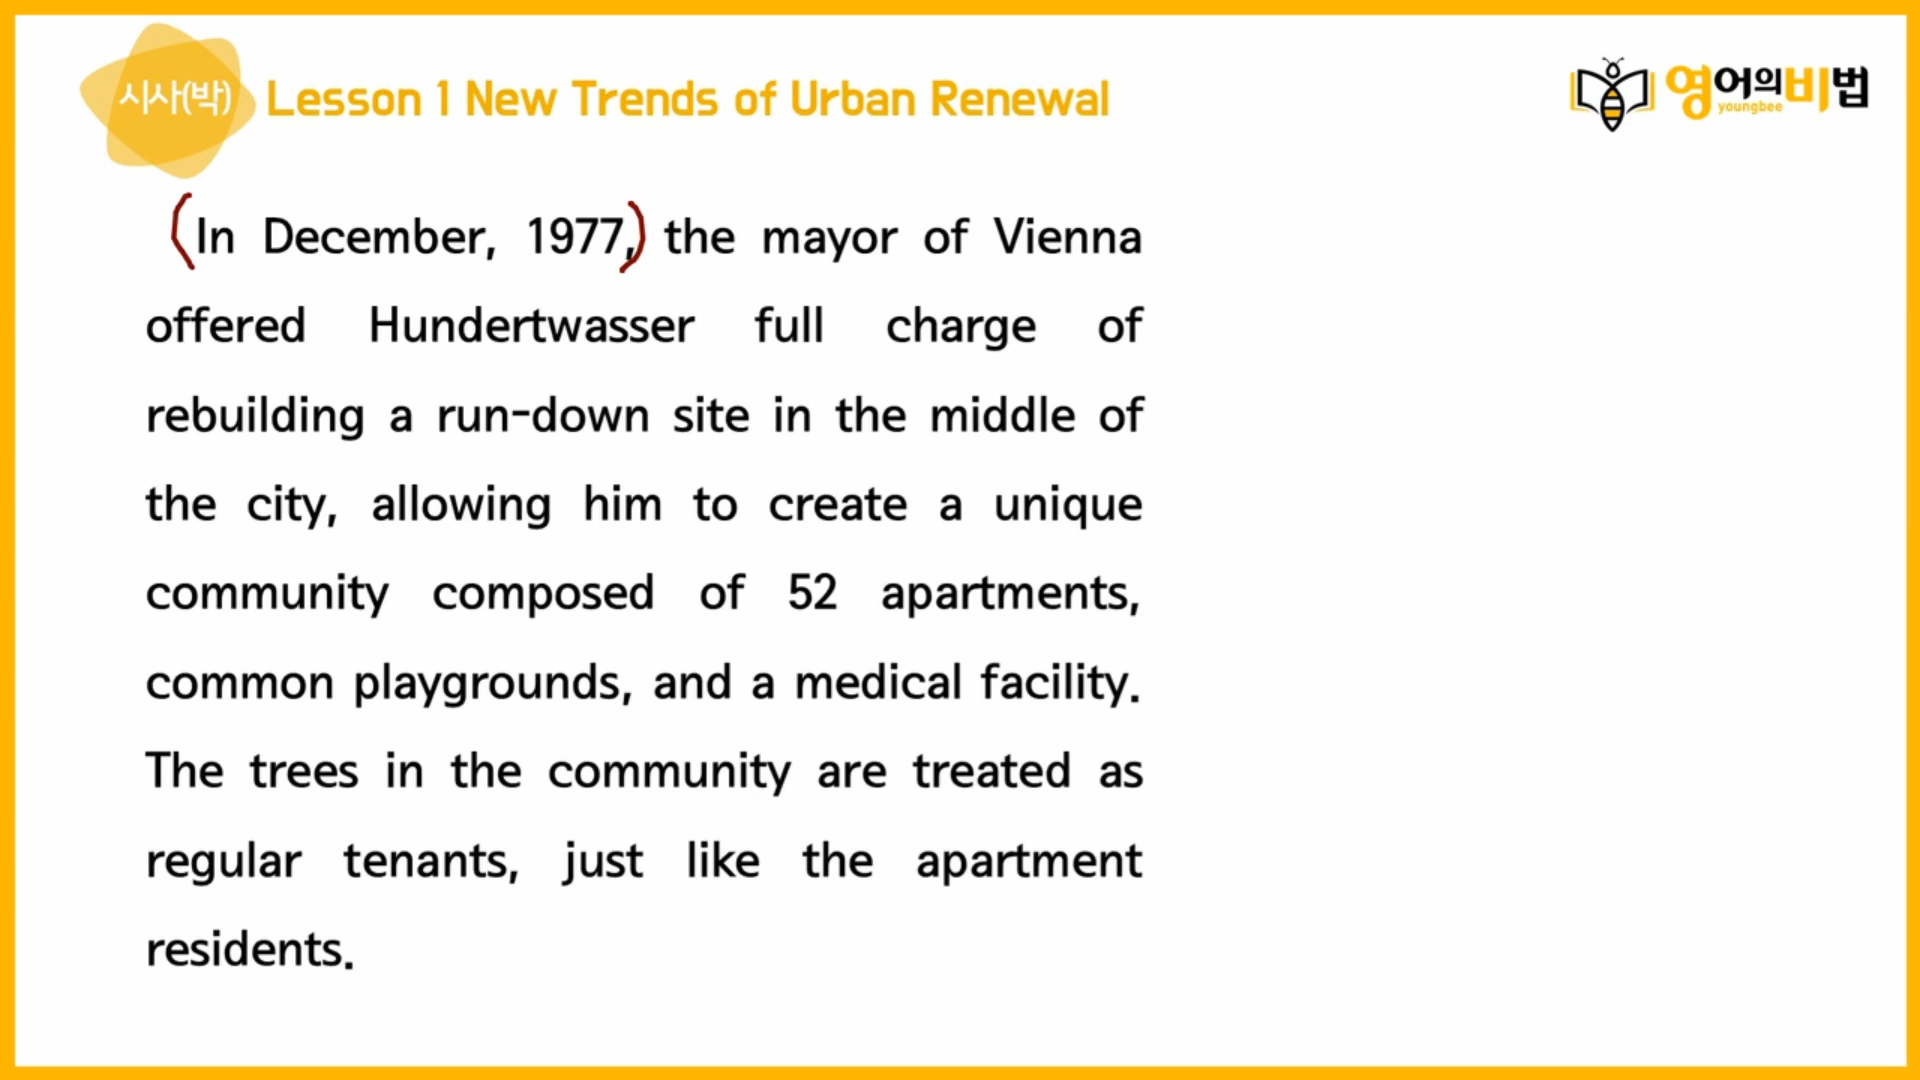 시사(박)
Lesson 1 New Trends of Urban Renewal
영어의비법
youngbee
(In December, 1977,) the mayor of Vienna
offered Hundertwasser full charge of
rebuilding a run-down site in the middle of
the city, allowing him to create a unique
community composed of 52 apartments,
common playgrounds, and a medical facility.
The trees in the community are treated as
regular tenants, just like the apartment
residents.